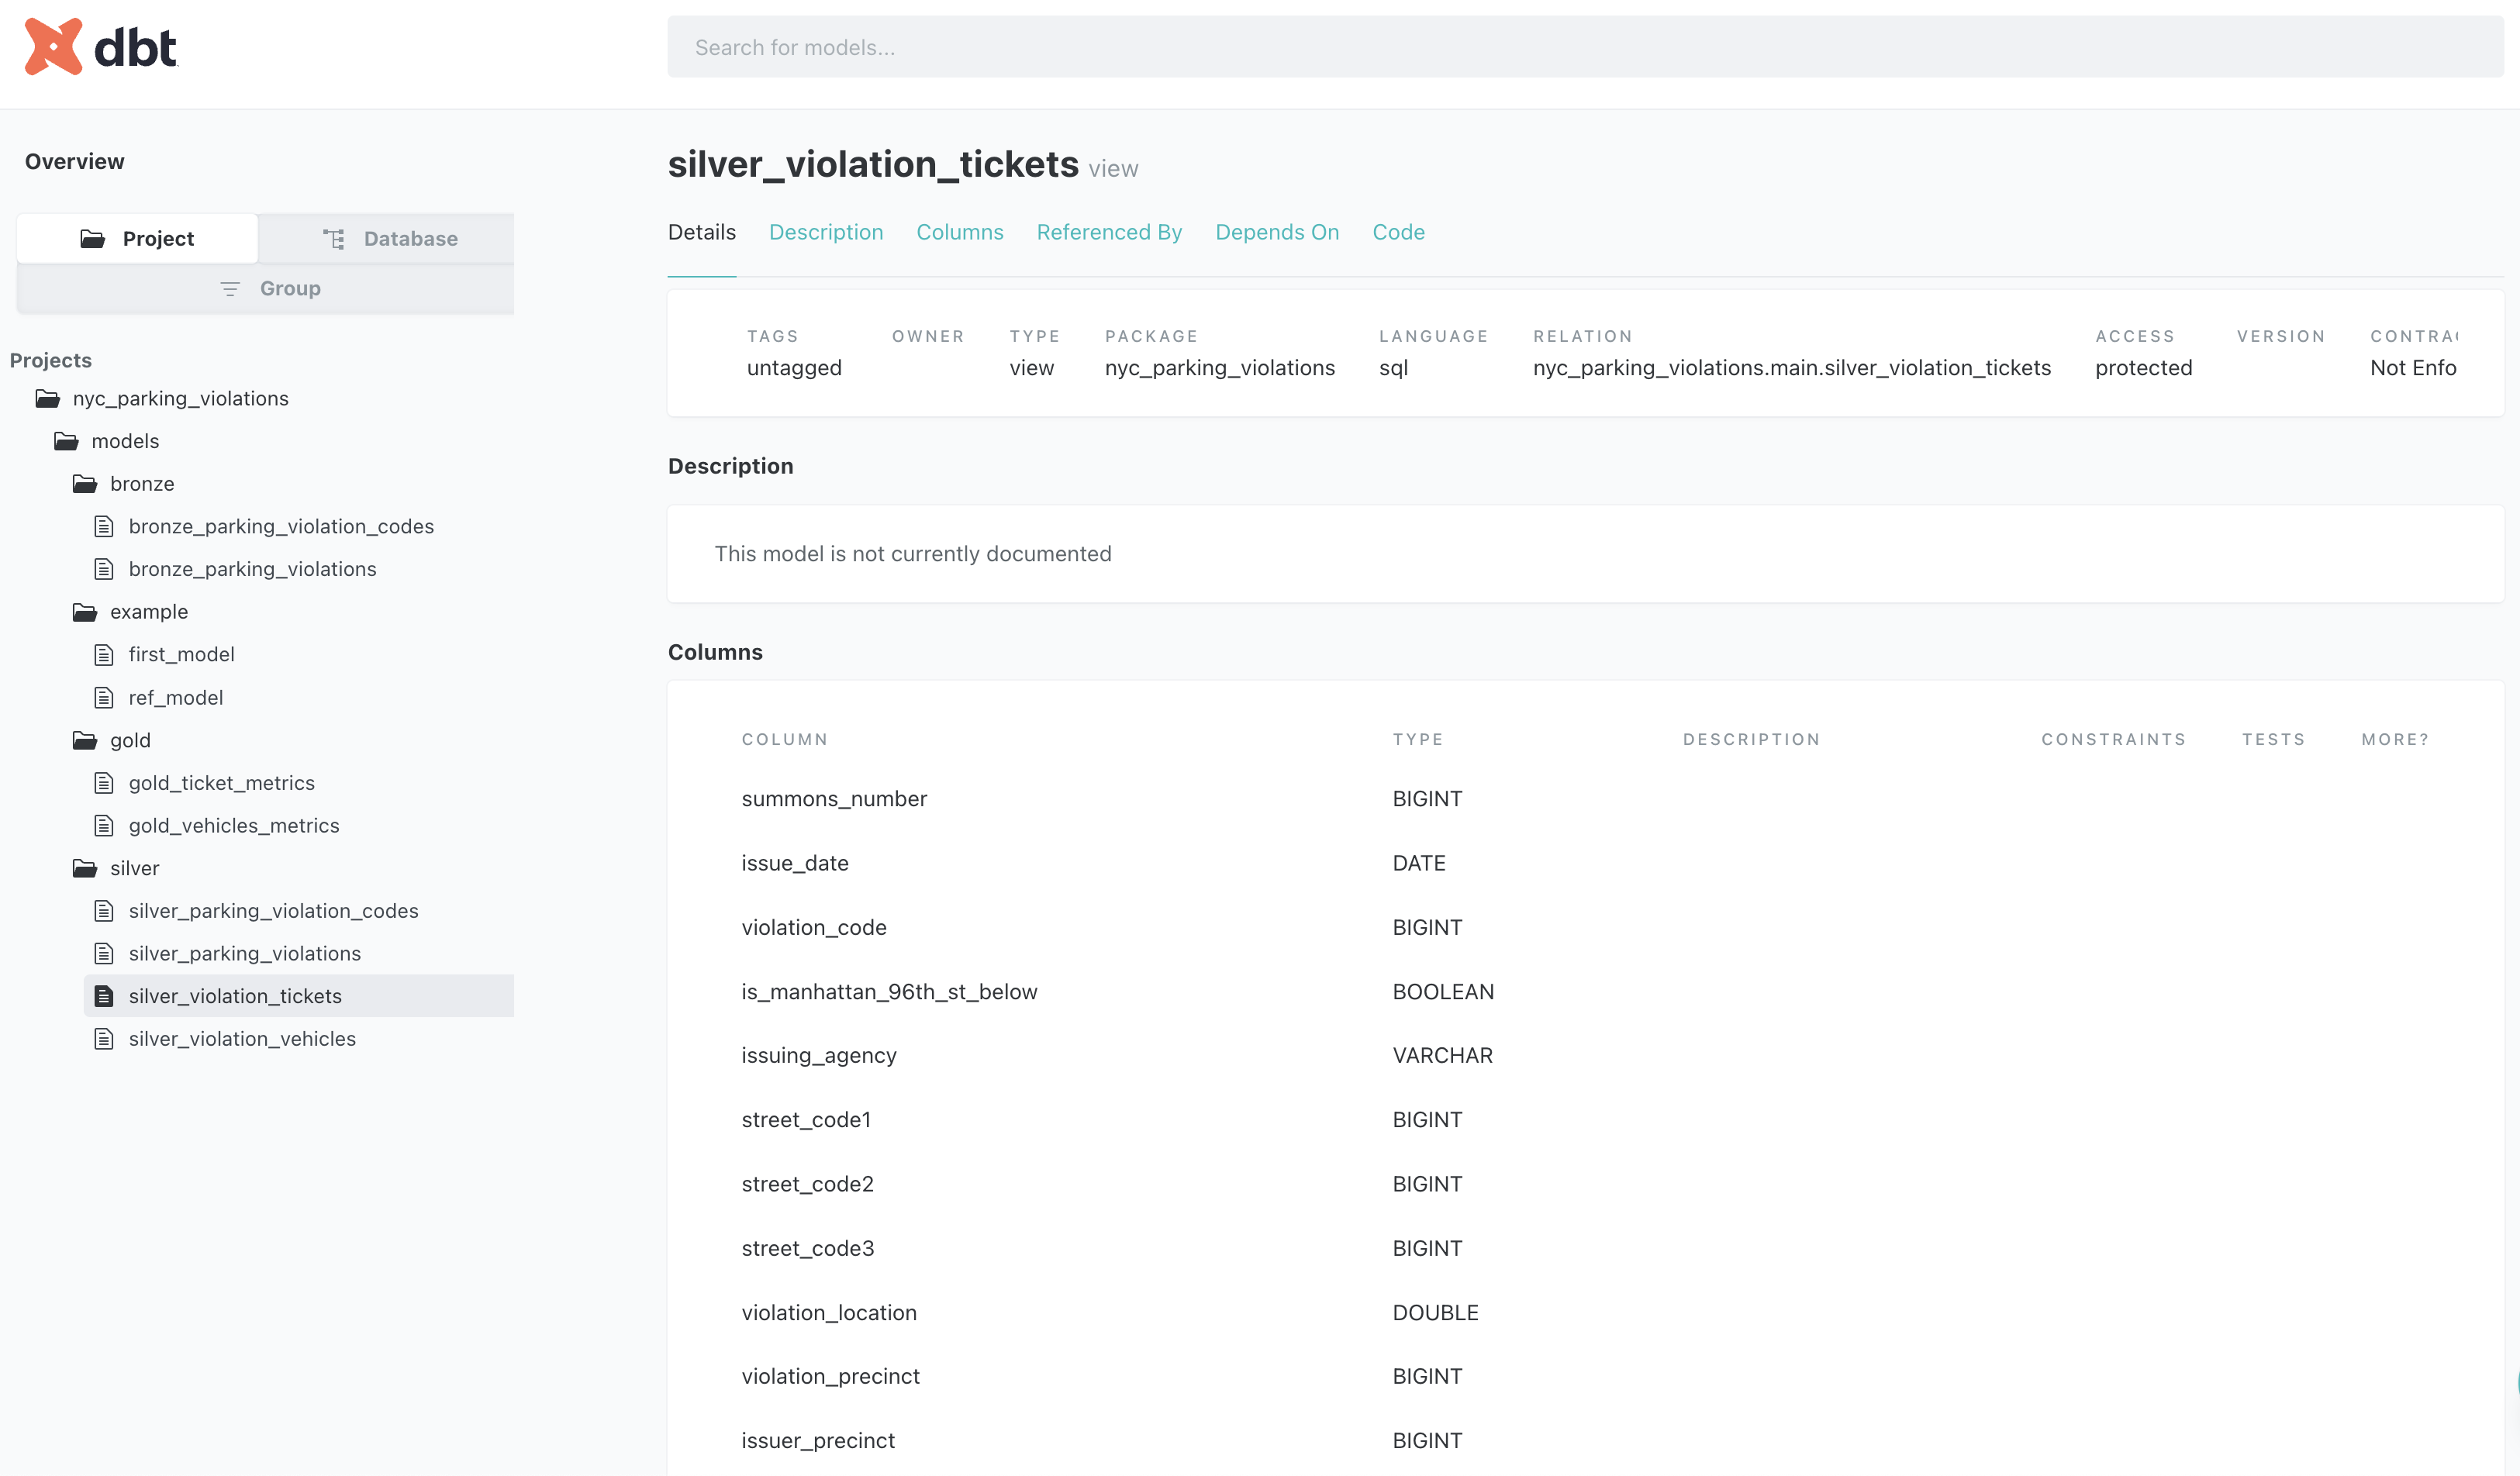 dbt
Search for models...
Overview
Project
Database
Group
Projects
nyc_parking_violations
models
bronze
bronze_parking_violation_codes
bronze_parking_violations
example
first_model
ref_model
gold
gold_ticket_metrics
gold_vehicles_metrics
silver
silver_parking_violation_codes
silver_parking_violations
silver_violation_tickets
silver_violation_vehicles
silver_violation_tickets view
Details Description Columns Referenced By Depends On Code
TAGS OWNER TYPE PACKAGE LANGUAGE RELATION ACCESS VERSION CONTRA
untagged view nyc_parking_violations sql nyc_parking_violations.main.silver_violation_tickets protected Not Enfo
Description
This model is not currently documented
Columns
COLUMN TYPE DESCRIPTION CONSTRAINTS TESTS MORE?
summons_number BIGINT
issue_date DATE
violation_code BIGINT
is_manhattan_96th_st_below BOOLEAN
issuing_agency VARCHAR
street_code1 BIGINT
street_code2 BIGINT
street_code3 BIGINT
violation_location DOUBLE
violation_precinct BIGINT
issuer_precinct BIGINT